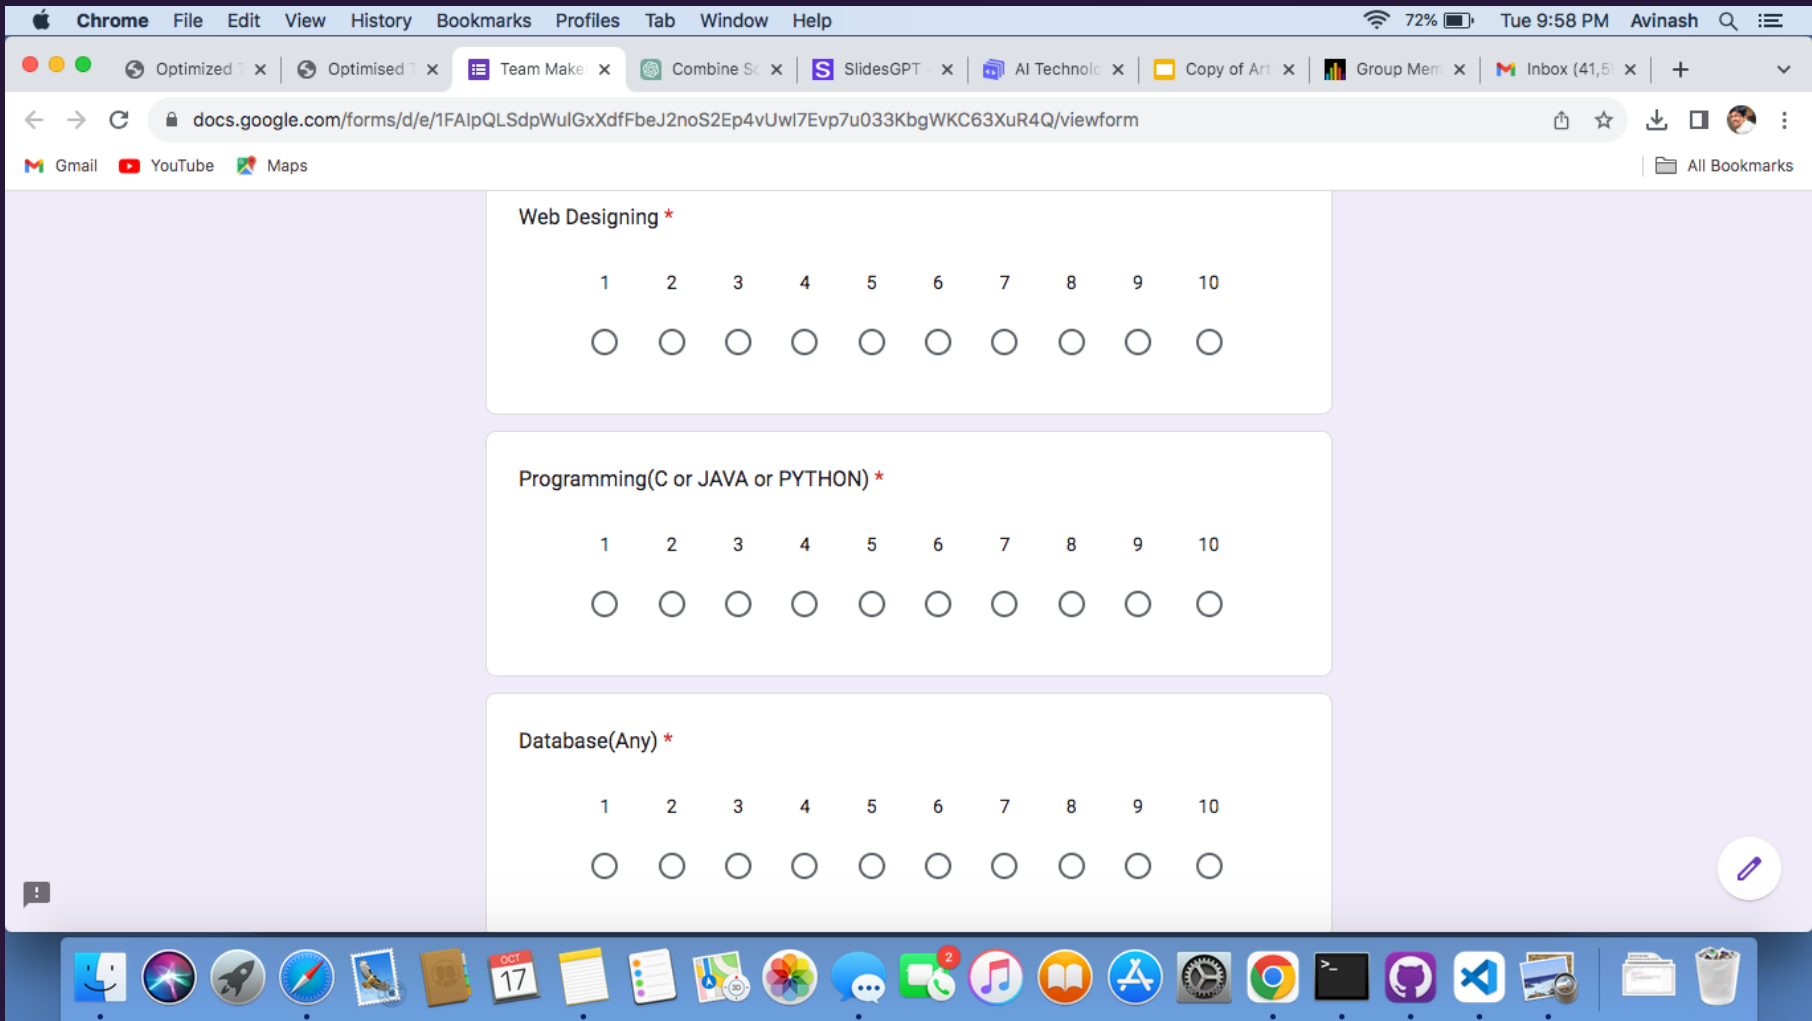 Chrome File Edit View History Bookmarks Profiles Tab Window Help 72% Tue 9:58 PM Avinash
Optimized Optimised Team Make Combine Sc SlidesGPT - AI Technolo Copy of Art Group Mem Inbox (41,5
docs.google.com/forms/d/e/1FAIpQLSdpWulGxXdfFbeJ2noS2Ep4vUwl7Evp7u033KbgWKC63XuR4Q/viewform
Gmail YouTube Maps All Bookmarks
Web Designing *
1 2 3 4 5 6 7 8 9 10
Programming(C or JAVA or PYTHON) *
1 2 3 4 5 6 7 8 9 10
Database(Any) *
1 2 3 4 5 6 7 8 9 10
OCT
17
3D
2
>_